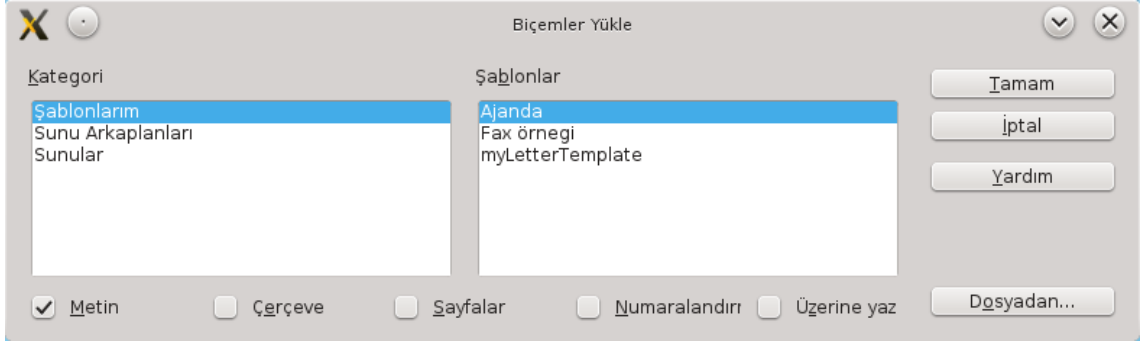 Biçemler Yükle
Kategori
Şablonlar
Şablonlarım
Sunu Arkaplanları
Sunular
Ajanda
Fax örnegi
myLetterTemplate
Tamam
İptal
Yardım
Metin
Çerçeve
Sayfalar
Numaralandırı
Üzerine yaz
Dosyadan...